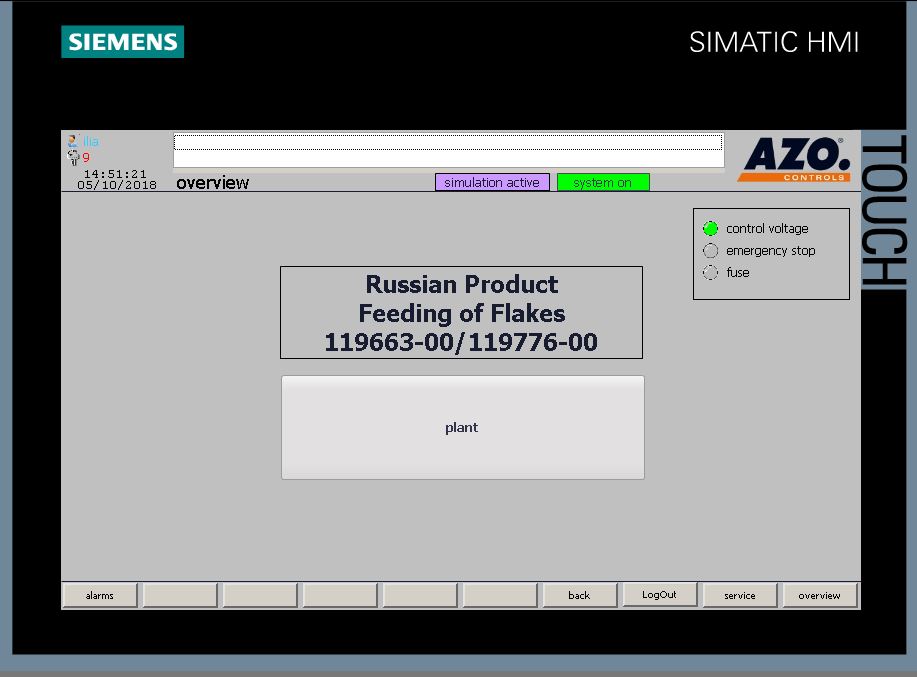 SIEMENS
SIMATIC HMI
TOUCH
ilia
9
14:51:21
05/10/2018
overview
simulation active
system on
AZO.®
CONTROLS
control voltage
emergency stop
fuse
Russian Product
Feeding of Flakes
119663-00/119776-00
plant
alarms
back
LogOut
service
overview